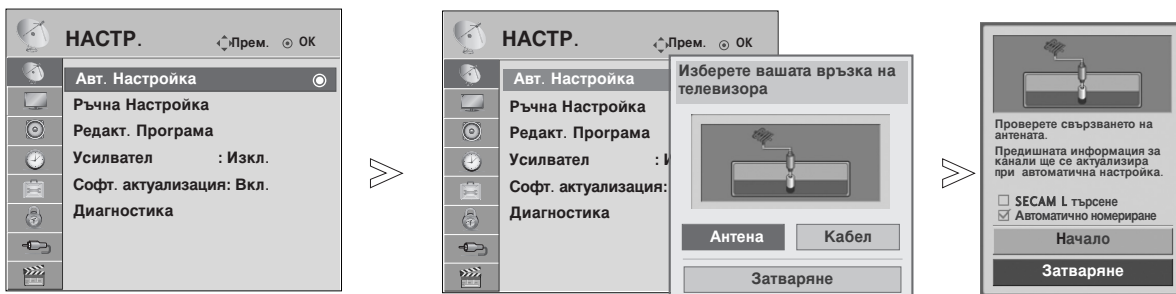 НАСТР.
Прем. OK
Авт. Настройка
Ръчна Настройка
Редакт. Програма
Усилвател : Изкл.
Софт. актуализация: Вкл.
Диагностика
НАСТР.
Прем. OK
Авт. Настройка
Ръчна Настройка
Редакт. Програма
Усилвател :
Софт. актуализация:
Диагностика
Изберете вашата връзка на
телевизора
Антена Кабел
Затваряне
Проверете свързването на
антената.
Предишната информация за
канали ще се актуализира
при автоматична настройка.
SECAM L търсене
Автоматично номериране
Начало
Затваряне